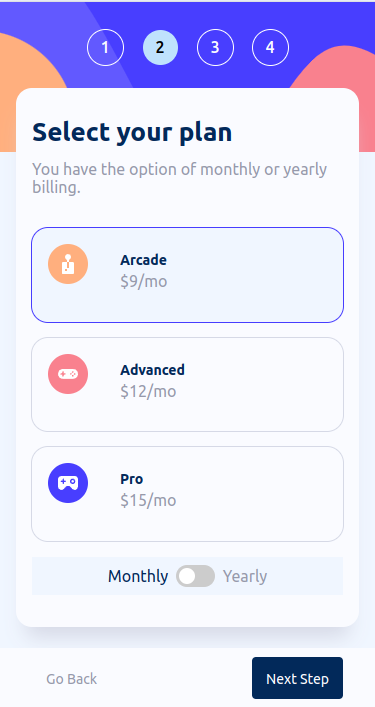 1 2 3 4
Select your plan
You have the option of monthly or yearly
billing.
Arcade
$9/mo
Advanced
$12/mo
Pro
$15/mo
Monthly Yearly
Go Back Next Step